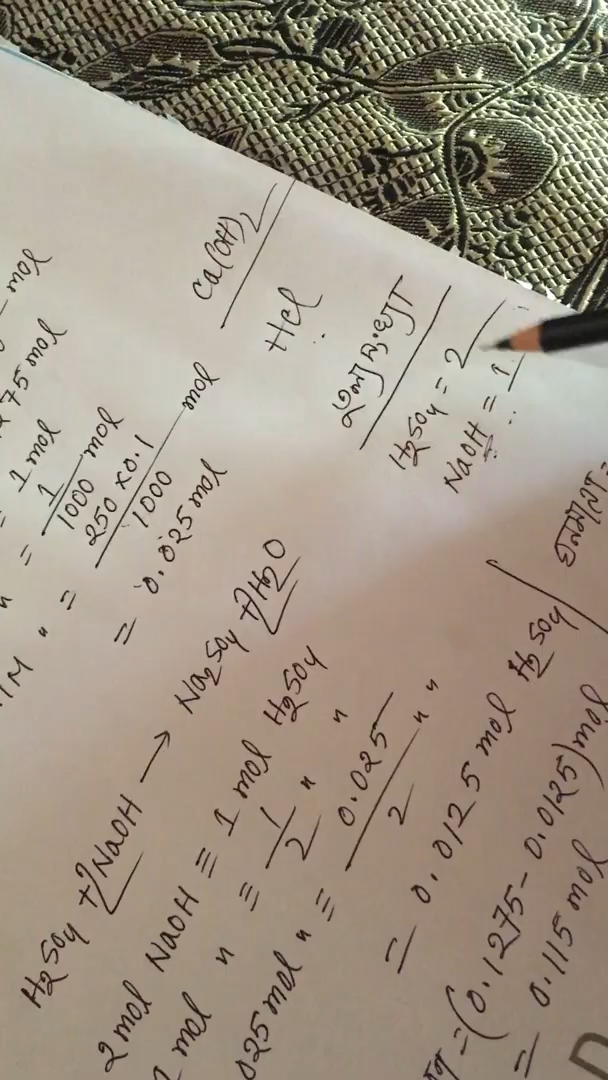 mol
75 mol
1 mol
= 1/1000 mol
1M " = 250 x 0.1/1000 mol
= 0.025 mol
Ca(OH)2
HCl
H2SO4 = 2
NaOH = 1
H2SO4 + 2NaOH → Na2SO4 + 2H2O
2 mol NaOH ≡ 1 mol H2SO4
mol " ≡ 1/2 " "
025 mol " ≡ 0.025/2 " "
= 0.0125 mol H2SO4
= (0.1275 - 0.0125) mol
= 0.115 mol